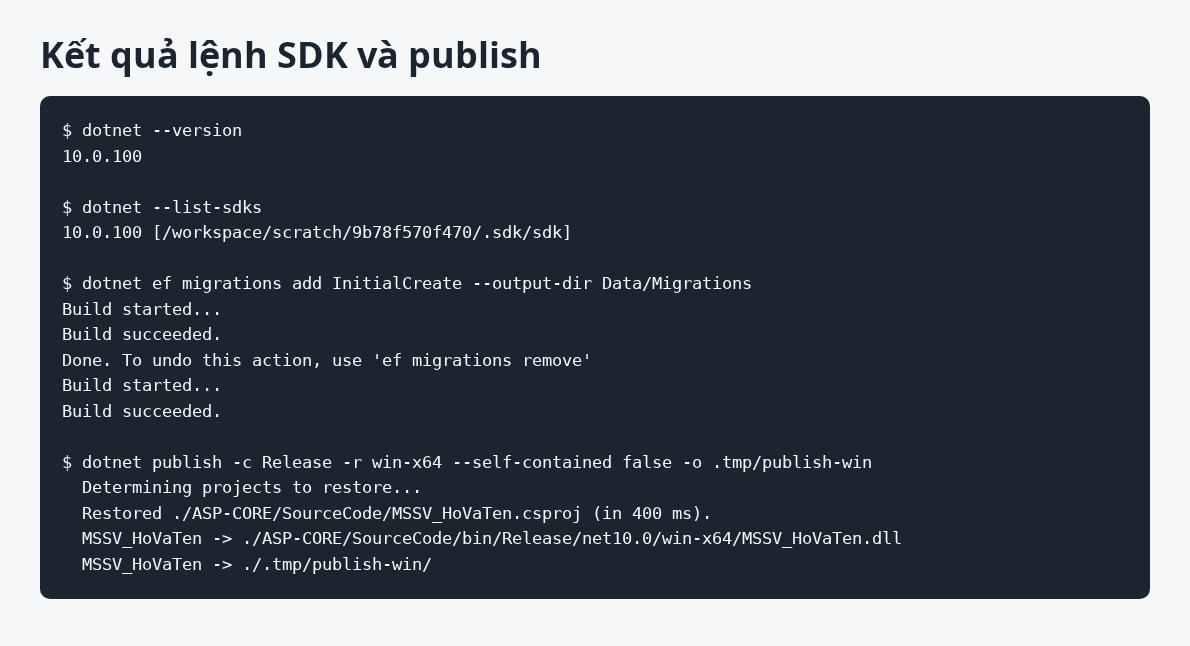 Kết quả lệnh SDK và publish
$ dotnet --version
10.0.100
$ dotnet --list-sdks
10.0.100 [/workspace/scratch/9b78f570f470/.sdk/sdk]
$ dotnet ef migrations add InitialCreate --output-dir Data/Migrations
Build started...
Build succeeded.
Done. To undo this action, use 'ef migrations remove'
Build started...
Build succeeded.
$ dotnet publish -c Release -r win-x64 --self-contained false -o .tmp/publish-win
Determining projects to restore...
Restored ./ASP-CORE/SourceCode/MSSV_HoVaTen.csproj (in 400 ms).
MSSV_HoVaTen -> ./ASP-CORE/SourceCode/bin/Release/net10.0/win-x64/MSSV_HoVaTen.dll
MSSV_HoVaTen -> ./.tmp/publish-win/